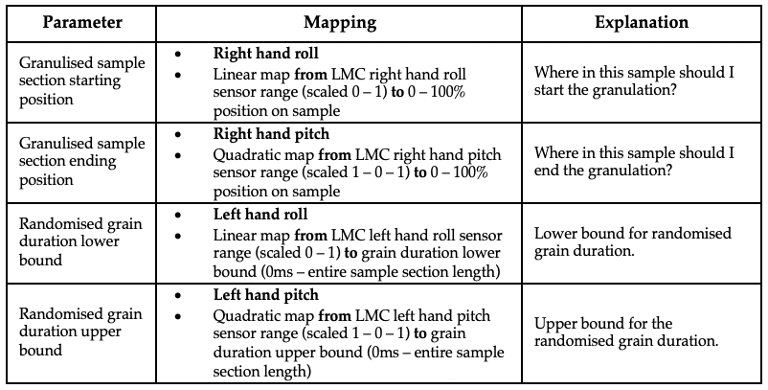 Parameter
Mapping
Explanation
Granulised sample
section starting
position
• Right hand roll
• Linear map from LMC right hand roll
sensor range (scaled 0 – 1) to 0 – 100%
position on sample
Where in this sample should I
start the granulation?
Granulised sample
section ending
position
• Right hand pitch
• Quadratic map from LMC right hand pitch
sensor range (scaled 1 – 0 – 1) to 0 – 100%
position on sample
Where in this sample should I
end the granulation?
Randomised grain
duration lower
bound
• Left hand roll
• Linear map from LMC left hand roll sensor
range (scaled 0 – 1) to grain duration lower
bound (0ms – entire sample section length)
Lower bound for randomised
grain duration.
Randomised grain
duration upper
bound
• Left hand pitch
• Quadratic map from LMC left hand pitch
sensor range (scaled 1 – 0 – 1) to grain
duration upper bound (0ms – entire sample
section length)
Upper bound for the
randomised grain duration.